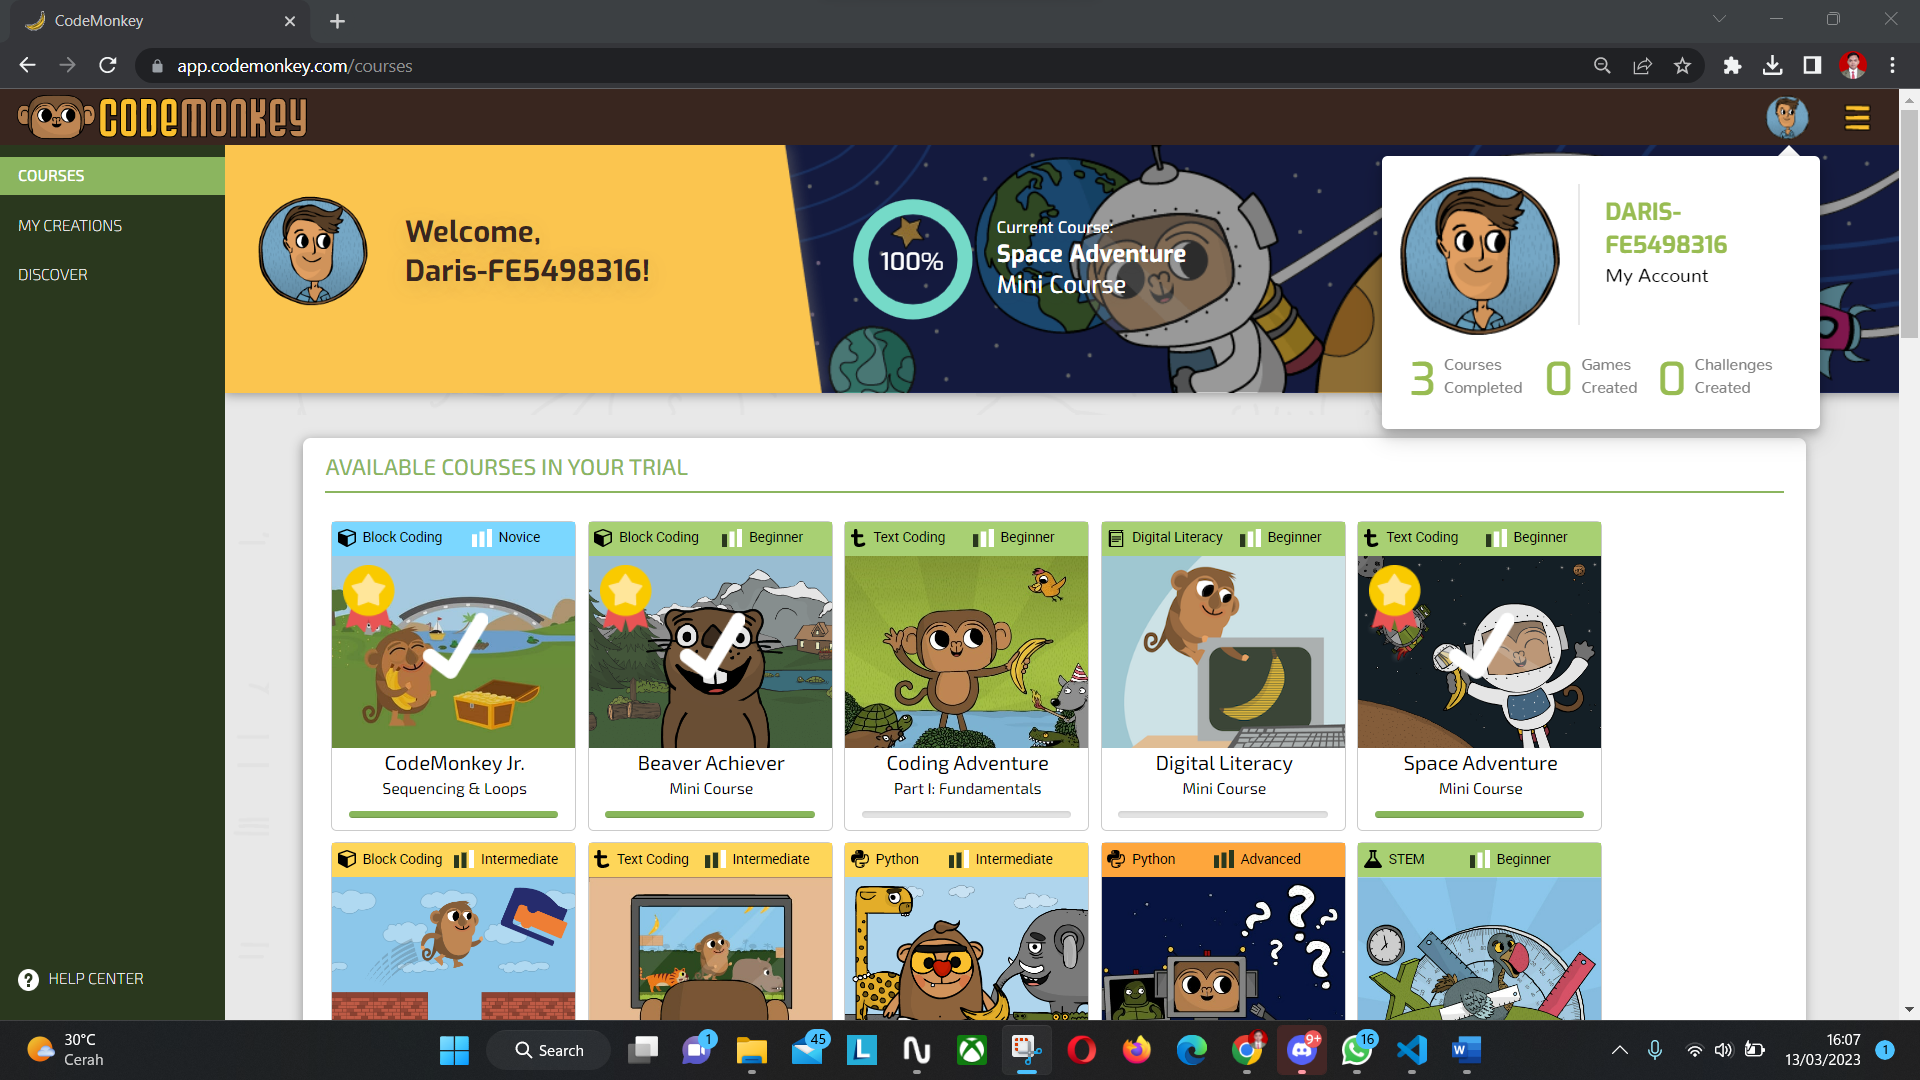 CodeMonkey
app.codemonkey.com/courses
CODEMONKEY
COURSES
MY CREATIONS
DISCOVER
HELP CENTER
Welcome,
Daris-FE5498316!
100%
Current Course:
Space Adventure
Mini Course
DARIS-
FE5498316
My Account
3 Courses Completed
0 Games Created
0 Challenges Created
AVAILABLE COURSES IN YOUR TRIAL
Block Coding Novice
CodeMonkey Jr.
Sequencing & Loops
Block Coding Beginner
Beaver Achiever
Mini Course
Text Coding Beginner
Coding Adventure
Part I: Fundamentals
Digital Literacy Beginner
Digital Literacy
Mini Course
Text Coding Beginner
Space Adventure
Mini Course
Block Coding Intermediate
Text Coding Intermediate
Python Intermediate
Python Advanced
STEM Beginner
30°C
Cerah
Search
1
45
L
9+
16
W
16:07
13/03/2023
1